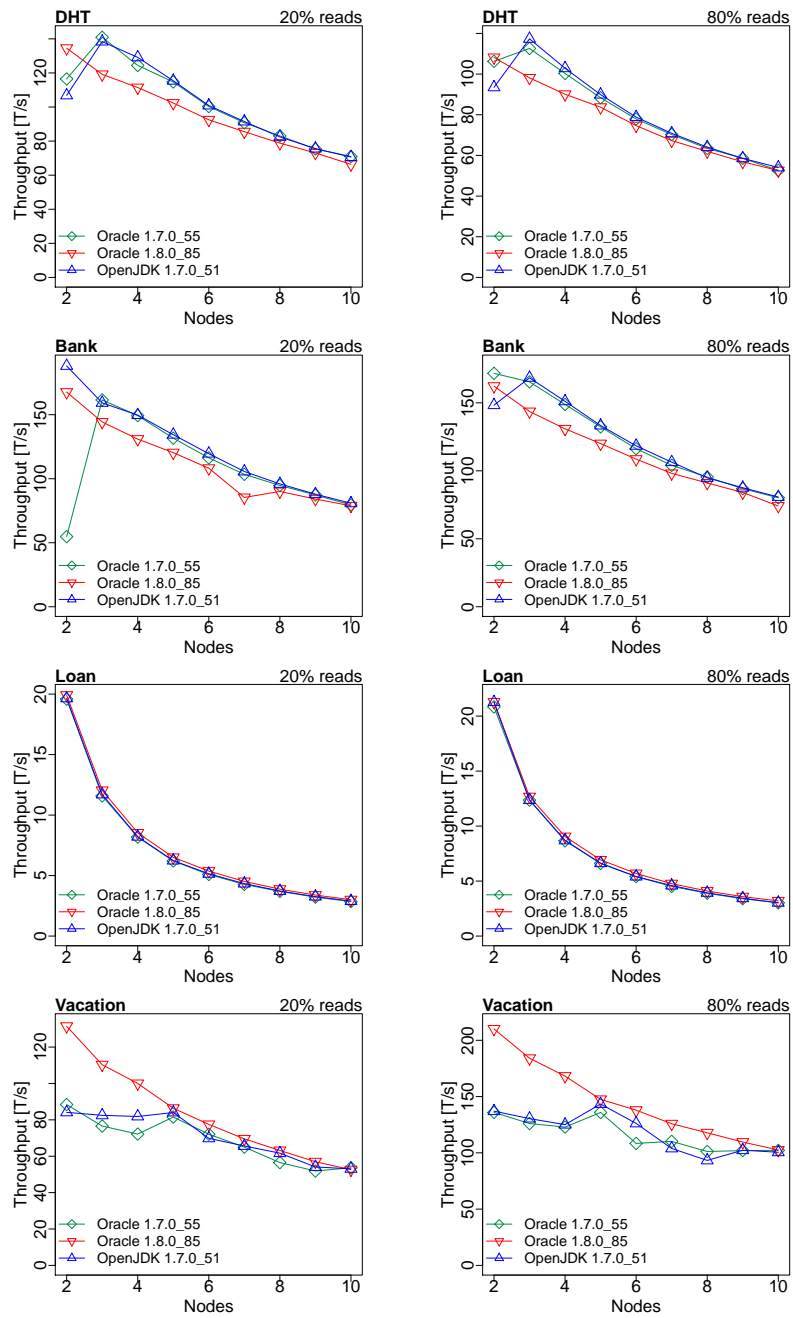 DHT 20% reads
Throughput [T/s]
0 20 40 60 80 120
Oracle 1.7.0_55
Oracle 1.8.0_85
OpenJDK 1.7.0_51
2 4 6 8 10
Nodes
DHT 80% reads
Throughput [T/s]
0 20 40 60 80 100
Oracle 1.7.0_55
Oracle 1.8.0_85
OpenJDK 1.7.0_51
2 4 6 8 10
Nodes
Bank 20% reads
Throughput [T/s]
0 50 100 150
Oracle 1.7.0_55
Oracle 1.8.0_85
OpenJDK 1.7.0_51
2 4 6 8 10
Nodes
Bank 80% reads
Throughput [T/s]
0 50 100 150
Oracle 1.7.0_55
Oracle 1.8.0_85
OpenJDK 1.7.0_51
2 4 6 8 10
Nodes
Loan 20% reads
Throughput [T/s]
0 5 10 15 20
Oracle 1.7.0_55
Oracle 1.8.0_85
OpenJDK 1.7.0_51
2 4 6 8 10
Nodes
Loan 80% reads
Throughput [T/s]
0 5 10 15 20
Oracle 1.7.0_55
Oracle 1.8.0_85
OpenJDK 1.7.0_51
2 4 6 8 10
Nodes
Vacation 20% reads
Throughput [T/s]
0 20 40 60 80 120
Oracle 1.7.0_55
Oracle 1.8.0_85
OpenJDK 1.7.0_51
2 4 6 8 10
Nodes
Vacation 80% reads
Throughput [T/s]
0 50 100 150 200
Oracle 1.7.0_55
Oracle 1.8.0_85
OpenJDK 1.7.0_51
2 4 6 8 10
Nodes